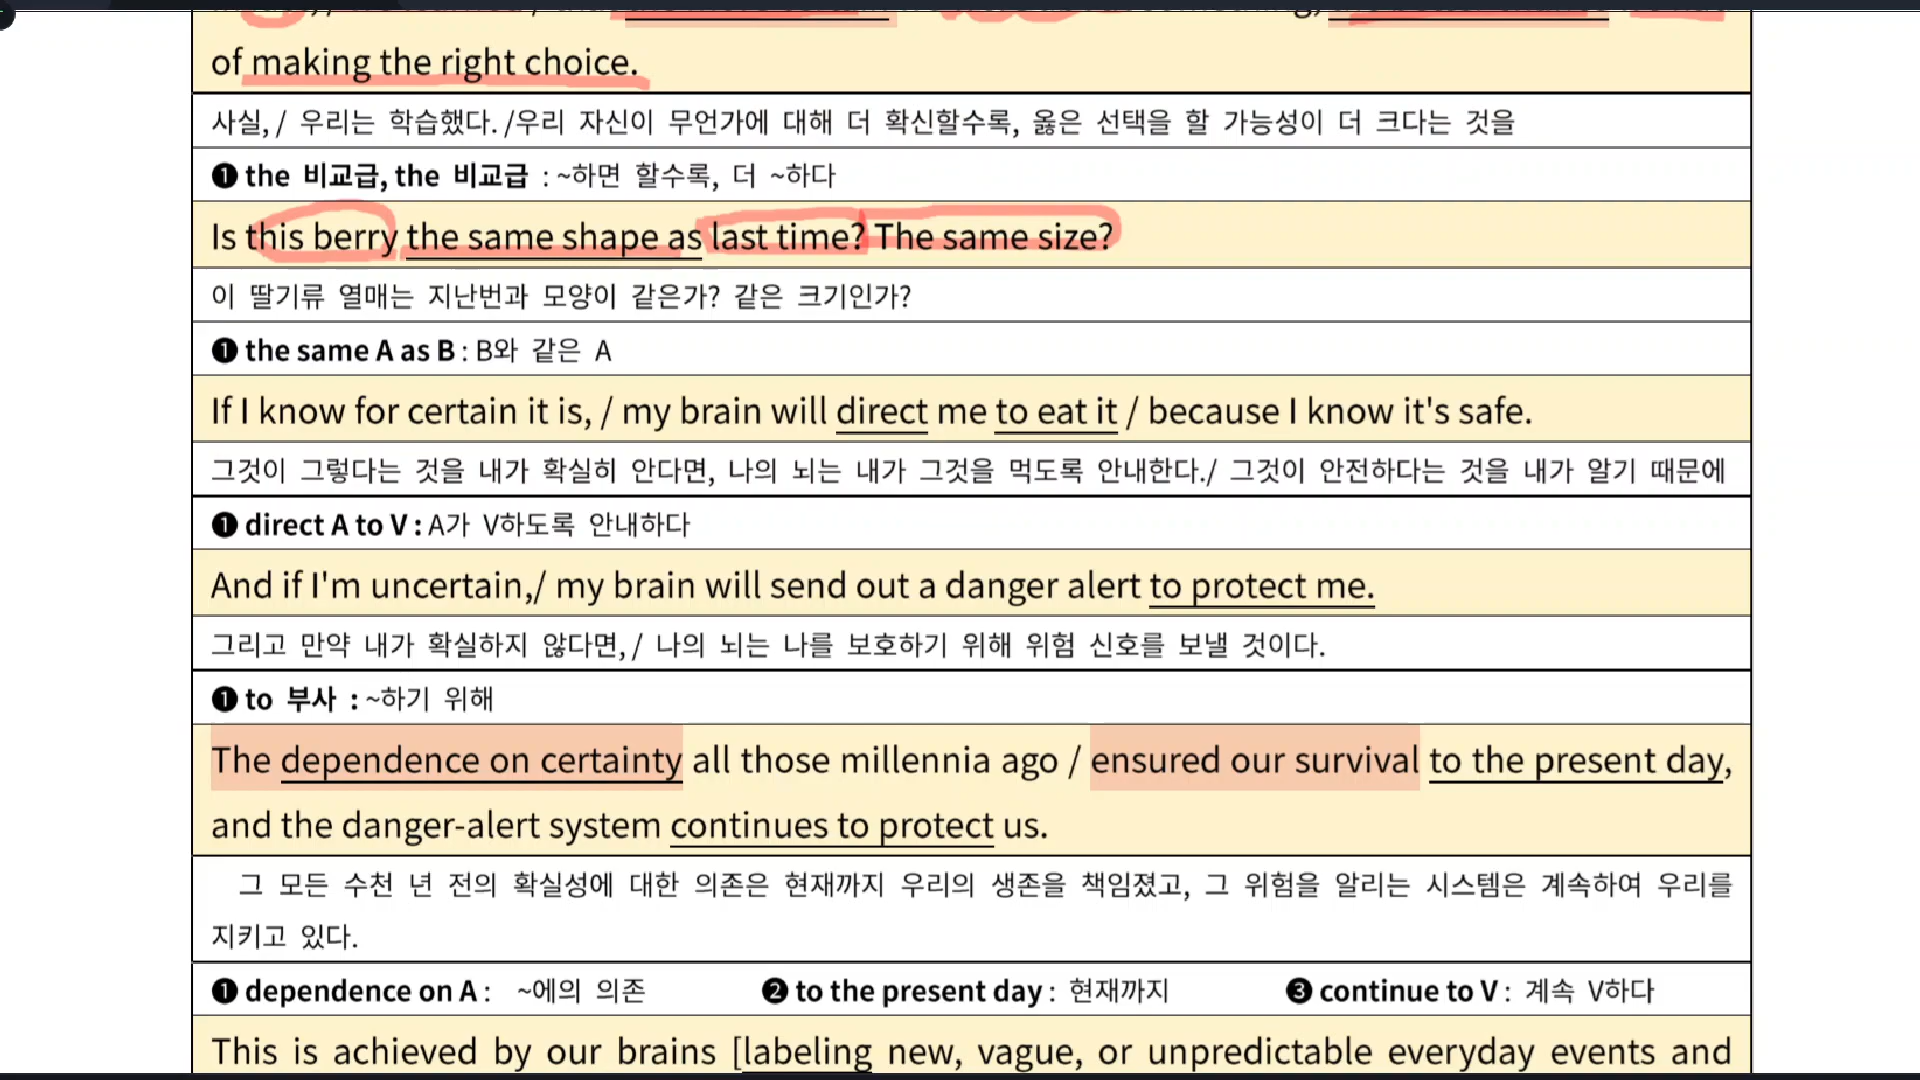 of making the right choice.
사실, / 우리는 학습했다. /우리 자신이 무언가에 대해 더 확신할수록, 옳은 선택을 할 가능성이 더 크다는 것을
❶ the 비교급, the 비교급 : ~하면 할수록, 더 ~하다
Is this berry the same shape as last time? The same size?
이 딸기류 열매는 지난번과 모양이 같은가? 같은 크기인가?
❶ the same A as B : B와 같은 A
If I know for certain it is, / my brain will direct me to eat it / because I know it's safe.
그것이 그렇다는 것을 내가 확실히 안다면, 나의 뇌는 내가 그것을 먹도록 안내한다./ 그것이 안전하다는 것을 내가 알기 때문에
❶ direct A to V : A가 V하도록 안내하다
And if I'm uncertain,/ my brain will send out a danger alert to protect me.
그리고 만약 내가 확실하지 않다면, / 나의 뇌는 나를 보호하기 위해 위험 신호를 보낼 것이다.
❶ to 부사 : ~하기 위해
The dependence on certainty all those millennia ago / ensured our survival to the present day,
and the danger-alert system continues to protect us.
그 모든 수천 년 전의 확실성에 대한 의존은 현재까지 우리의 생존을 책임졌고, 그 위험을 알리는 시스템은 계속하여 우리를
지키고 있다.
❶ dependence on A : ~에의 의존 ❷ to the present day : 현재까지 ❸ continue to V : 계속 V하다
This is achieved by our brains [labeling new, vague, or unpredictable everyday events and